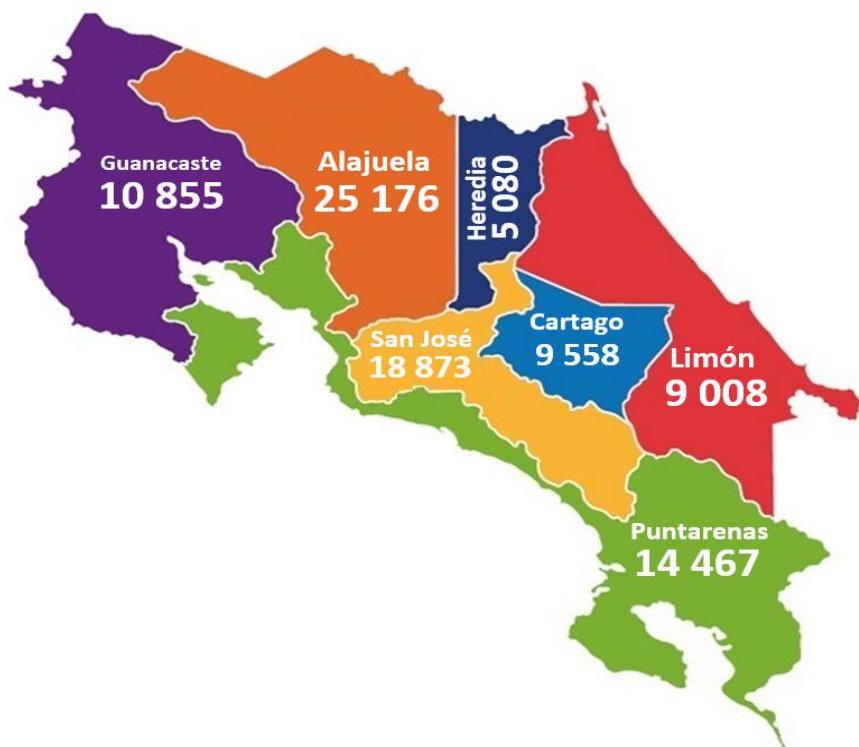 Guanacaste
10 855
Alajuela
25 176
Heredia
5 080
San José
18 873
Cartago
9 558
Limón
9 008
Puntarenas
14 467